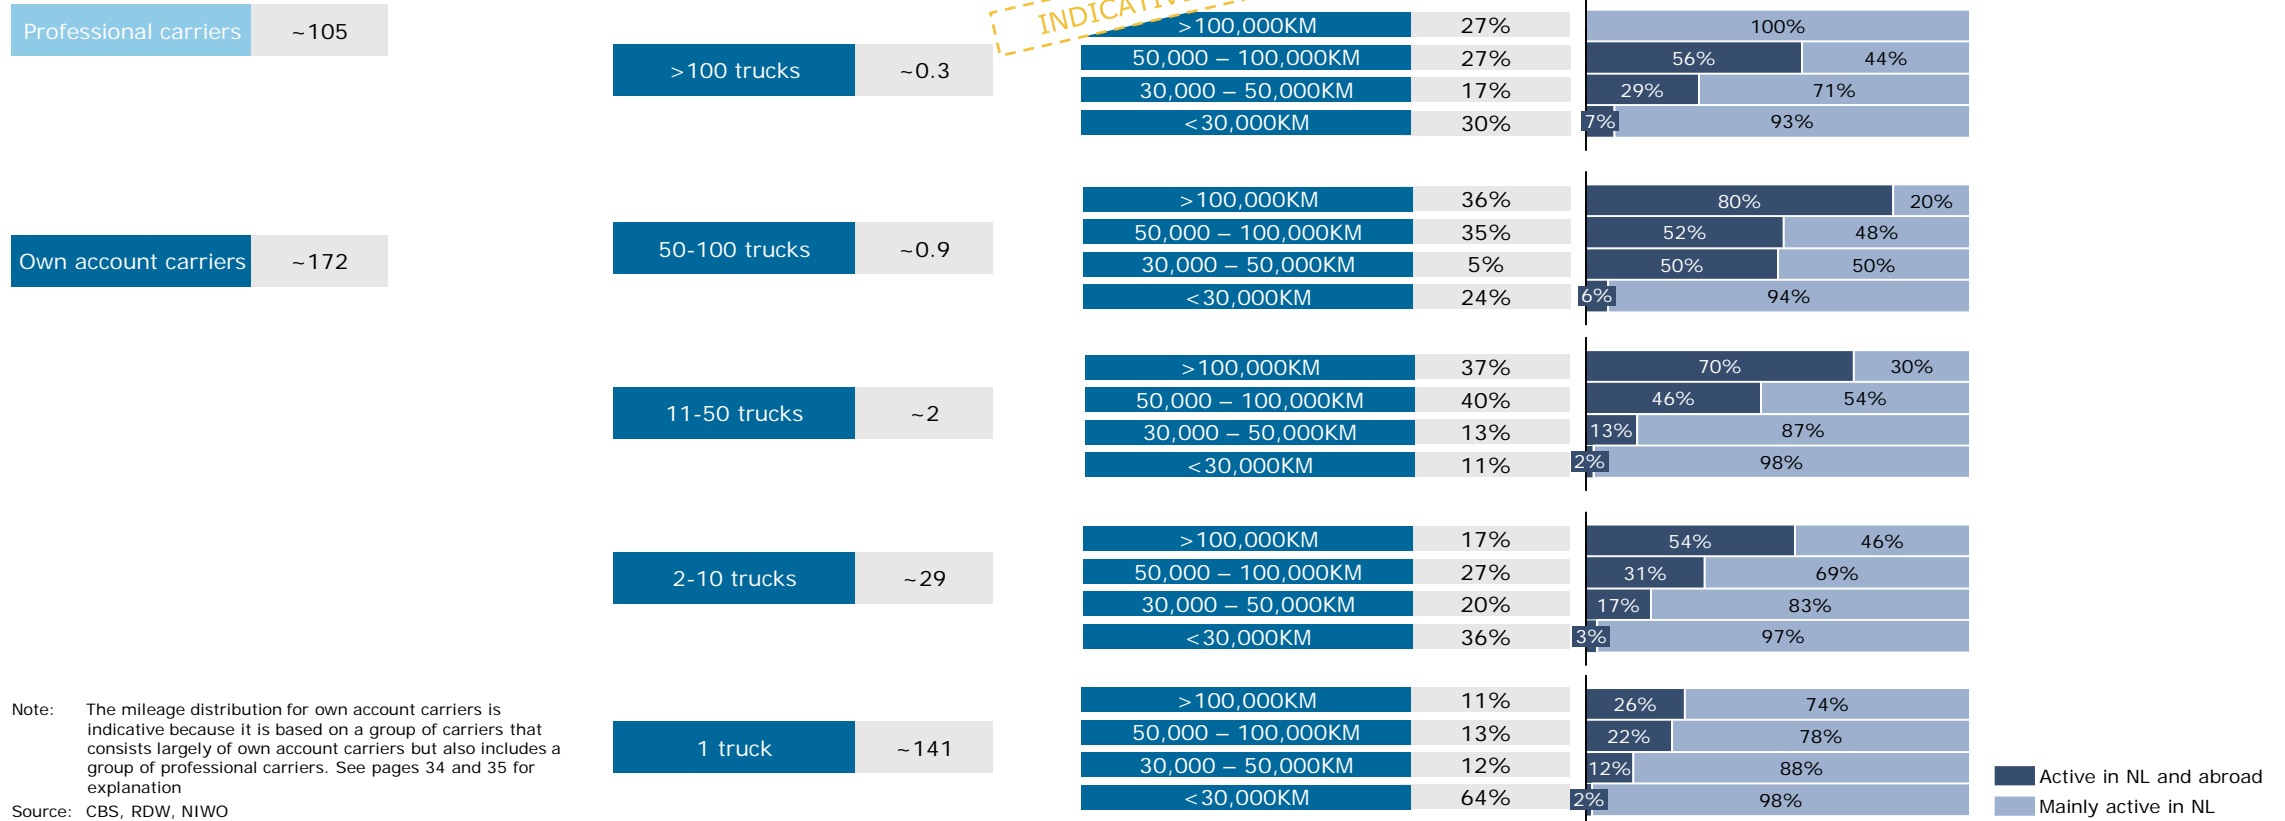 Professional carriers ~105
INDICATIVE
>100 trucks ~0.3
>100,000KM 27% 100%
50,000 – 100,000KM 27% 56% 44%
30,000 – 50,000KM 17% 29% 71%
<30,000KM 30% 7% 93%
Own account carriers ~172
50-100 trucks ~0.9
>100,000KM 36% 80% 20%
50,000 – 100,000KM 35% 52% 48%
30,000 – 50,000KM 5% 50% 50%
<30,000KM 24% 6% 94%
11-50 trucks ~2
>100,000KM 37% 70% 30%
50,000 – 100,000KM 40% 46% 54%
30,000 – 50,000KM 13% 13% 87%
<30,000KM 11% 2% 98%
2-10 trucks ~29
>100,000KM 17% 54% 46%
50,000 – 100,000KM 27% 31% 69%
30,000 – 50,000KM 20% 17% 83%
<30,000KM 36% 3% 97%
1 truck ~141
>100,000KM 11% 26% 74%
50,000 – 100,000KM 13% 22% 78%
30,000 – 50,000KM 12% 12% 88%
<30,000KM 64% 2% 98%
Active in NL and abroad
Mainly active in NL
Note: The mileage distribution for own account carriers is
indicative because it is based on a group of carriers that
consists largely of own account carriers but also includes a
group of professional carriers. See pages 34 and 35 for
explanation
Source: CBS, RDW, NIWO